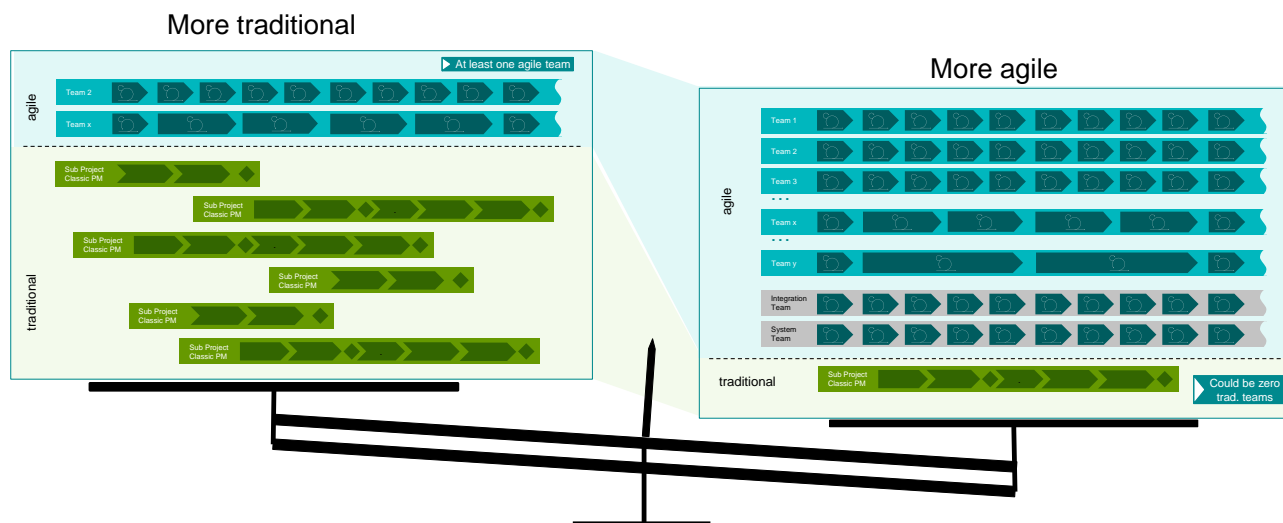 More traditional
At least one agile team
agile
Team 2
Team x
traditional
Sub Project
Classic PM
Sub Project
Classic PM
Sub Project
Classic PM
Sub Project
Classic PM
Sub Project
Classic PM
Sub Project
Classic PM
More agile
agile
Team 1
Team 2
Team 3
...
Team x
...
Team y
Integration
Team
System
Team
traditional
Sub Project
Classic PM
Could be zero
trad. teams